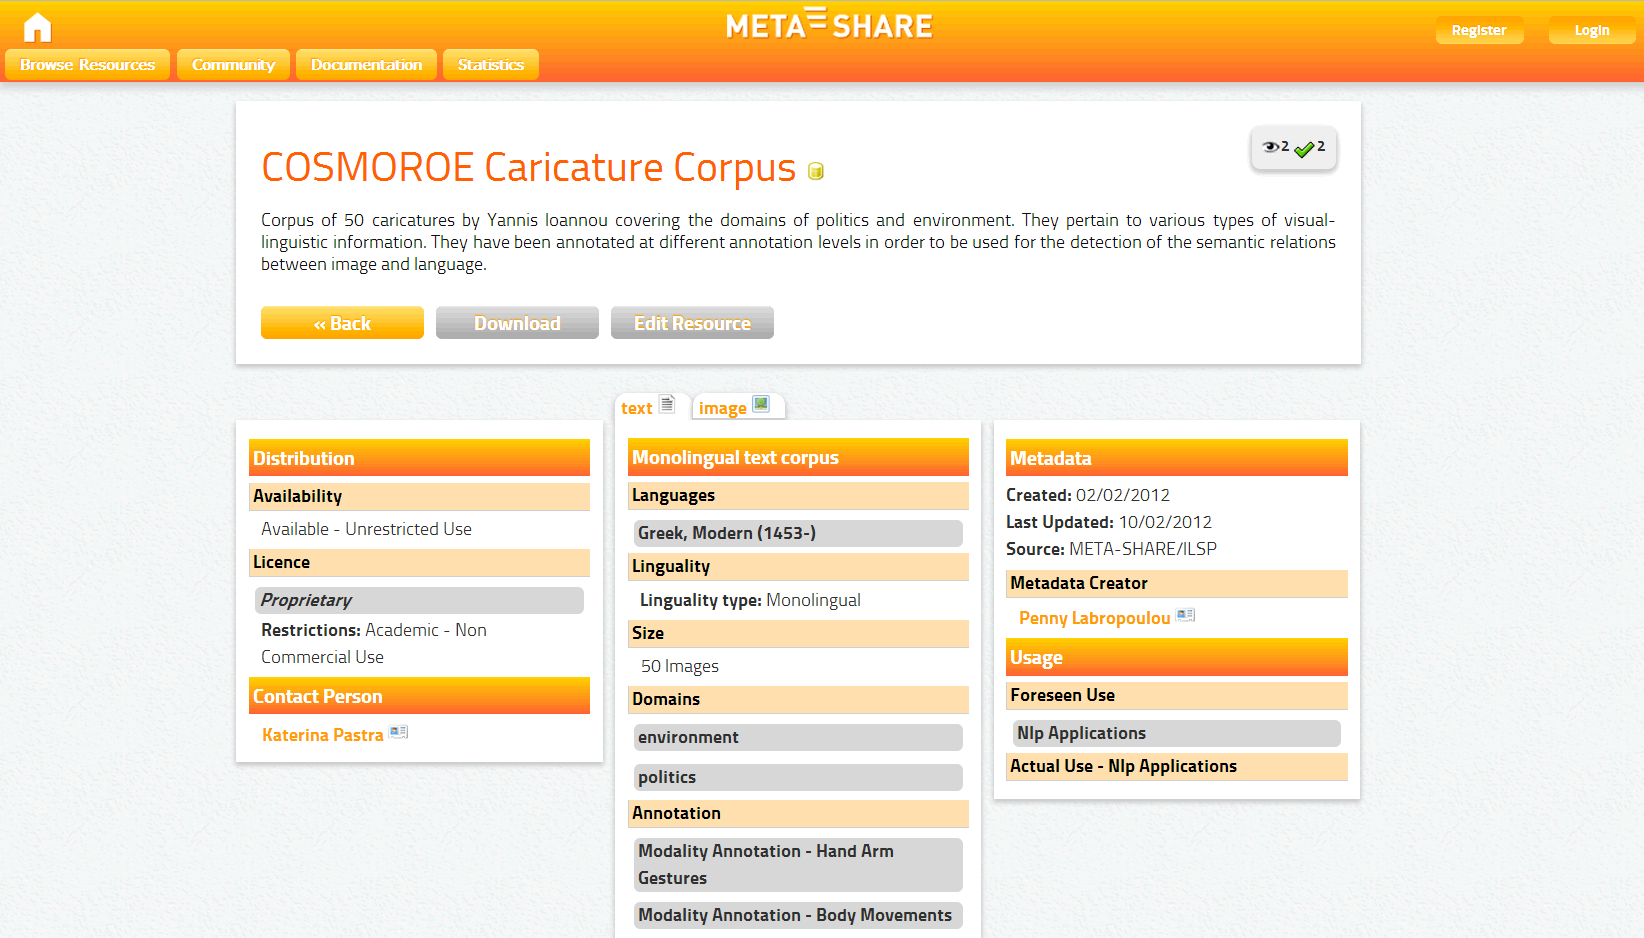 META SHARE
Register
Login
Browse Resources
Community
Documentation
Statistics
COSMOROE Caricature Corpus
2
2
Corpus of 50 caricatures by Yannis Ioannou covering the domains of politics and environment. They pertain to various types of visual-
linguistic information. They have been annotated at different annotation levels in order to be used for the detection of the semantic relations
between image and language.
« Back
Download
Edit Resource
Distribution
Availability
Available - Unrestricted Use
Licence
Proprietary
Restrictions: Academic - Non
Commercial Use
Contact Person
Katerina Pastra
text
image
Monolingual text corpus
Languages
Greek, Modern (1453-)
Linguality
Linguality type: Monolingual
Size
50 Images
Domains
environment
politics
Annotation
Modality Annotation - Hand Arm
Gestures
Modality Annotation - Body Movements
Metadata
Created: 02/02/2012
Last Updated: 10/02/2012
Source: META-SHARE/ILSP
Metadata Creator
Penny Labropoulou
Usage
Foreseen Use
Nlp Applications
Actual Use - Nlp Applications